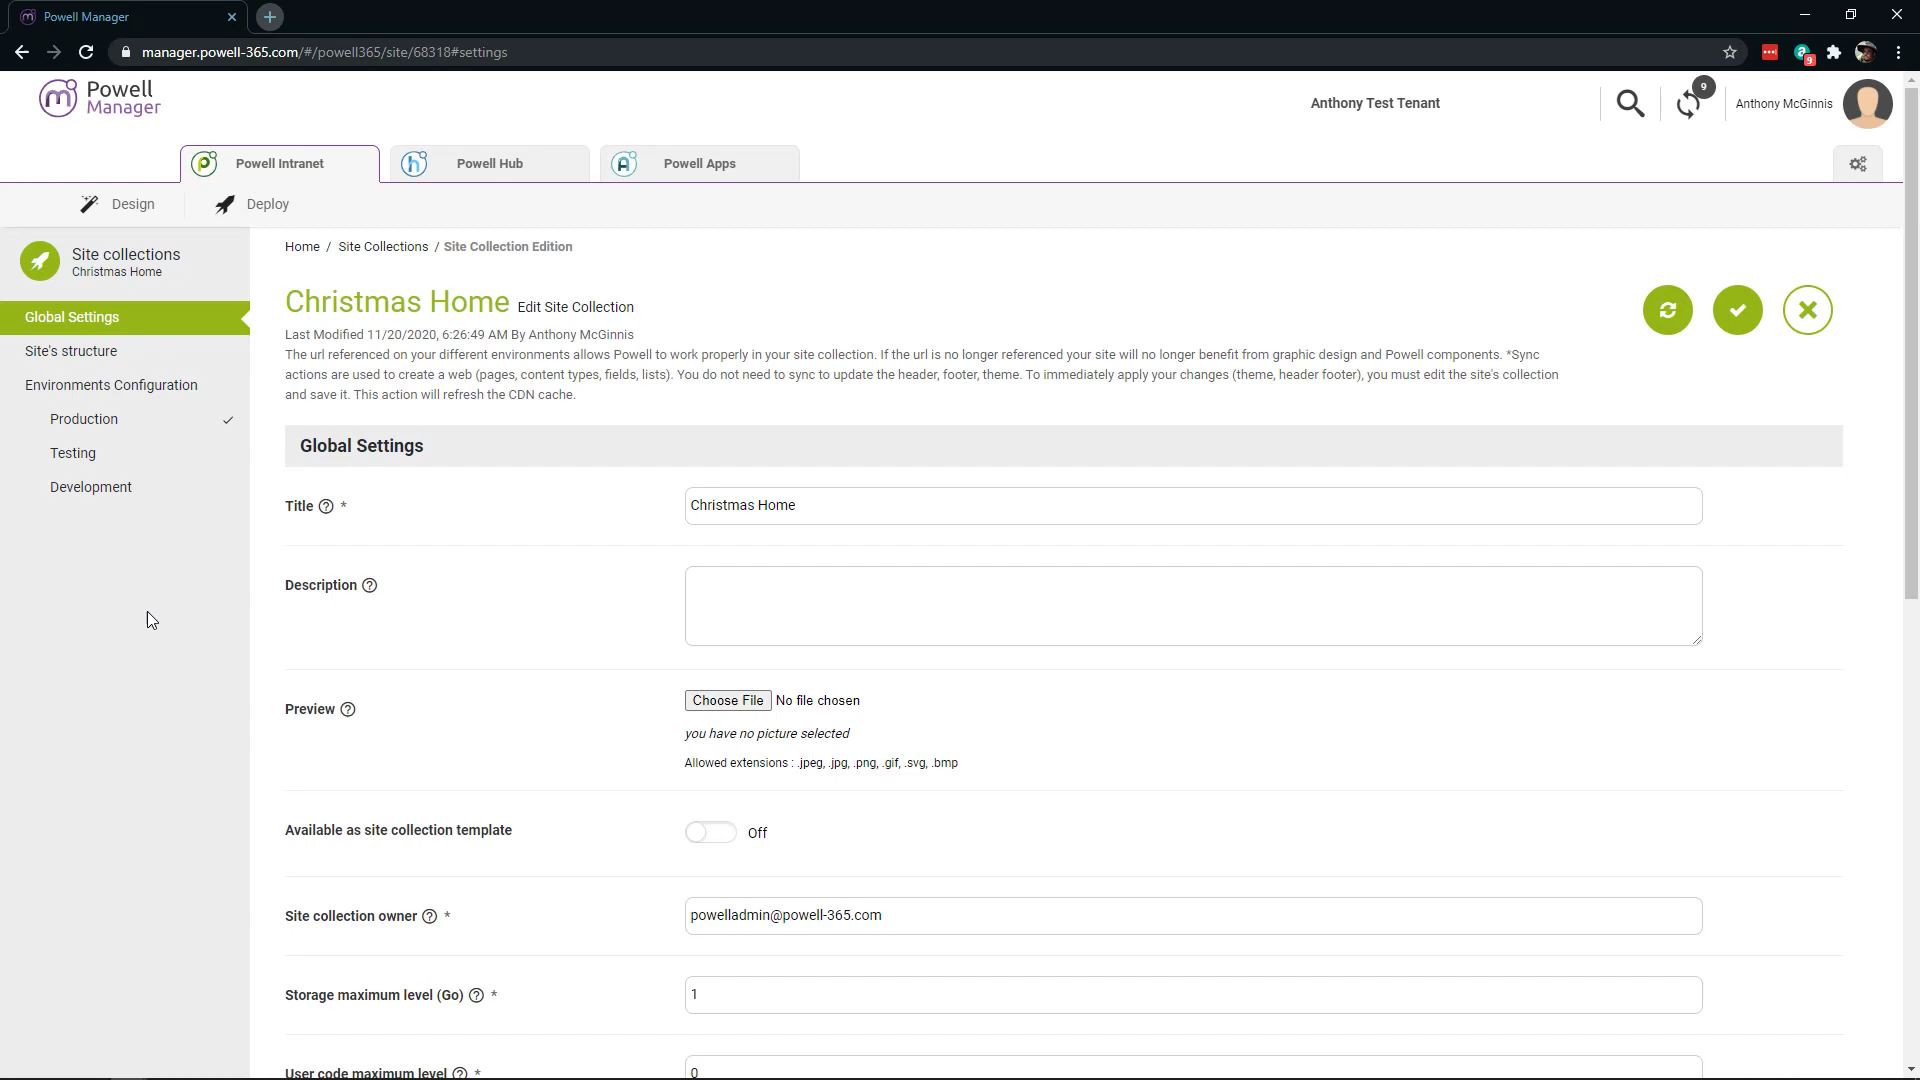 Powell Manager
manager.powell-365.com/#/powell365/site/68318#settings
9
Powell
Manager
Anthony Test Tenant
9
Anthony McGinnis
Powell Intranet
Powell Hub
Powell Apps
Design
Deploy
Site collections
Christmas Home
Home / Site Collections / Site Collection Edition
Global Settings
Site's structure
Environments Configuration
Production
Testing
Development
Christmas Home Edit Site Collection
Last Modified 11/20/2020, 6:26:49 AM By Anthony McGinnis
The url referenced on your different environments allows Powell to work properly in your site collection. If the url is no longer referenced your site will no longer benefit from graphic design and Powell components. *Sync
actions are used to create a web (pages, content types, fields, lists). You do not need to sync to update the header, footer, theme. To immediately apply your changes (theme, header footer), you must edit the site's collection
and save it. This action will refresh the CDN cache.
Global Settings
Title ? *
Christmas Home
Description ?
Preview ?
Choose File No file chosen
you have no picture selected
Allowed extensions : .jpeg, .jpg, .png, .gif, .svg, .bmp
Available as site collection template
Off
Site collection owner ? *
powelladmin@powell-365.com
Storage maximum level (Go) ? *
1
User code maximum level ? *
0